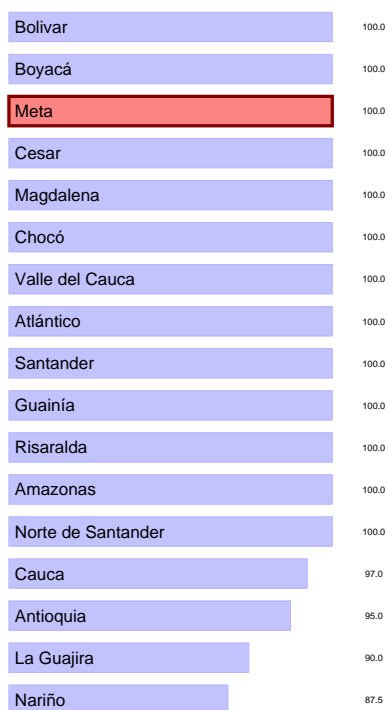 Bolivar 100.0
Boyacá 100.0
Meta 100.0
Cesar 100.0
Magdalena 100.0
Chocó 100.0
Valle del Cauca 100.0
Atlántico 100.0
Santander 100.0
Guainía 100.0
Risaralda 100.0
Amazonas 100.0
Norte de Santander 100.0
Cauca 97.0
Antioquia 95.0
La Guajira 90.0
Nariño 87.5